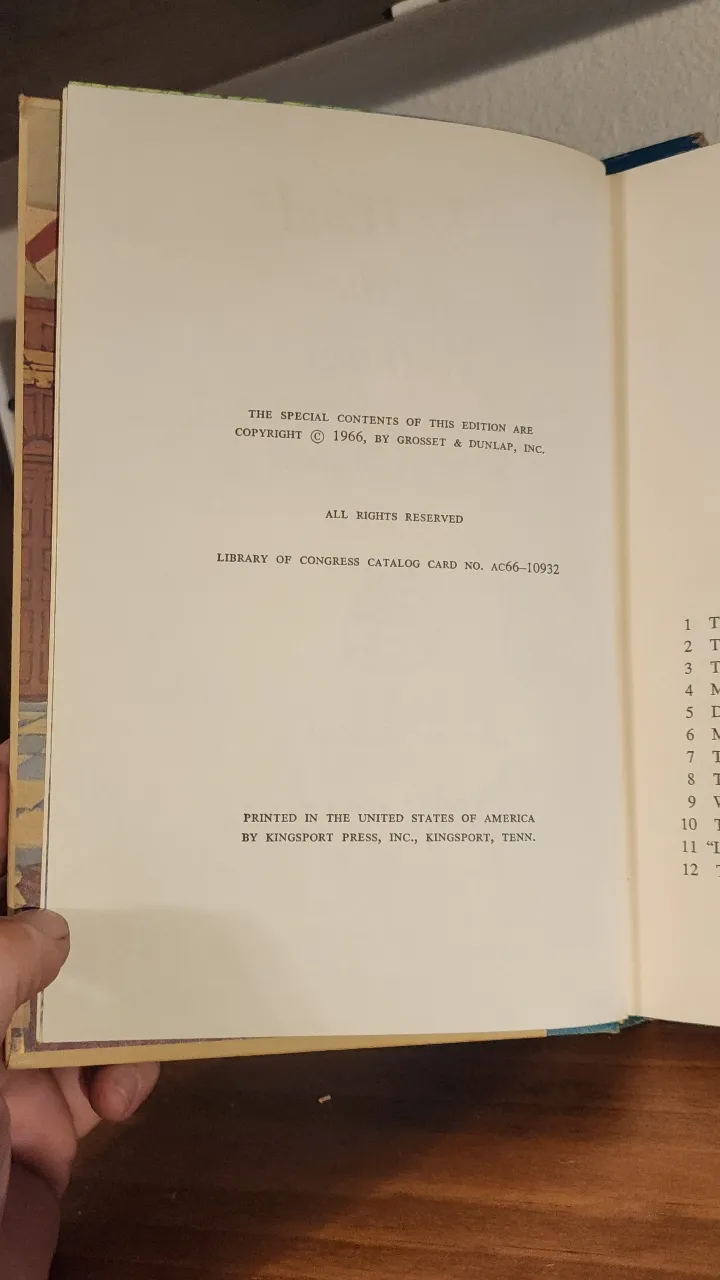 THE SPECIAL CONTENTS OF THIS EDITION ARE
COPYRIGHT © 1966, BY GROSSET & DUNLAP, INC.
ALL RIGHTS RESERVED
LIBRARY OF CONGRESS CATALOG CARD NO. AC66–10932
PRINTED IN THE UNITED STATES OF AMERICA
BY KINGSPORT PRESS, INC., KINGSPORT, TENN.
1
2
3
4
5
6
7
8
9
10
11
12